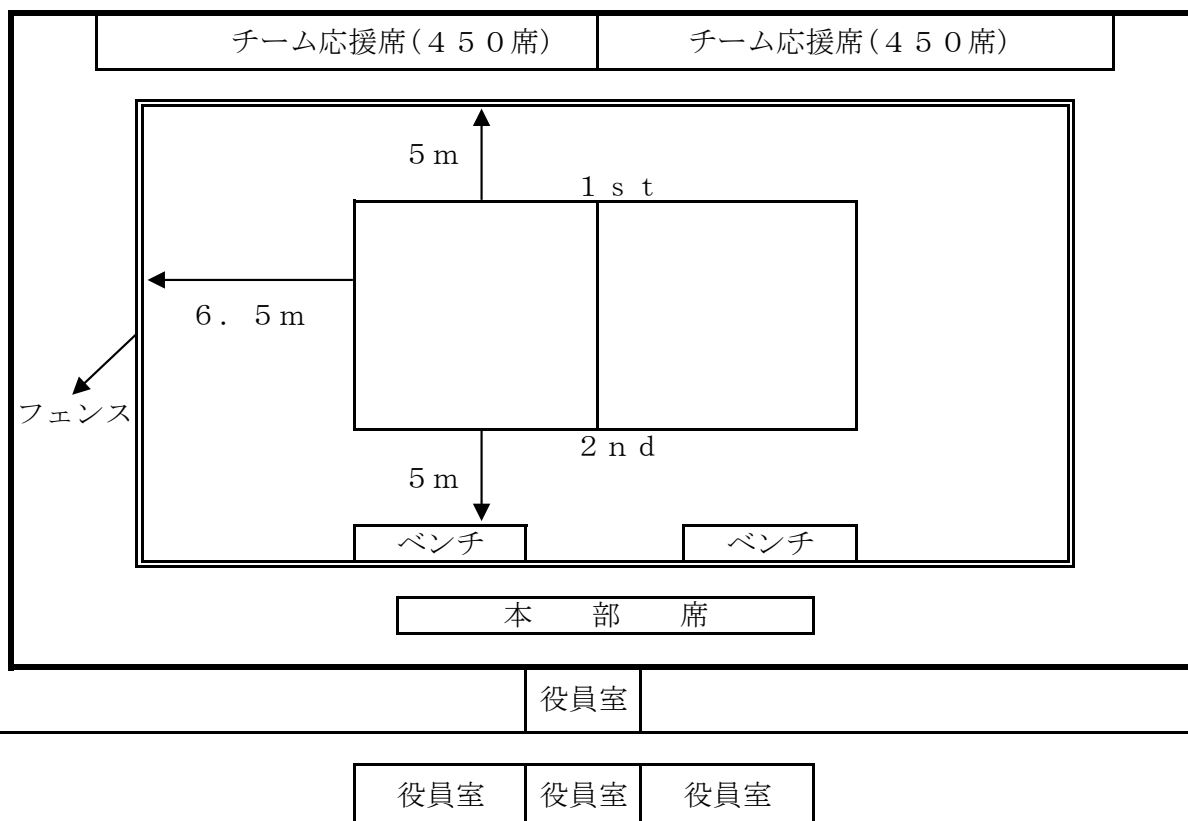 チーム応援席(４５０席)
チーム応援席(４５０席)
５ｍ
１ｓｔ
６．５ｍ
フェンス
２ｎｄ
５ｍ
ベンチ
ベンチ
本　部　席
役員室
役員室
役員室
役員室